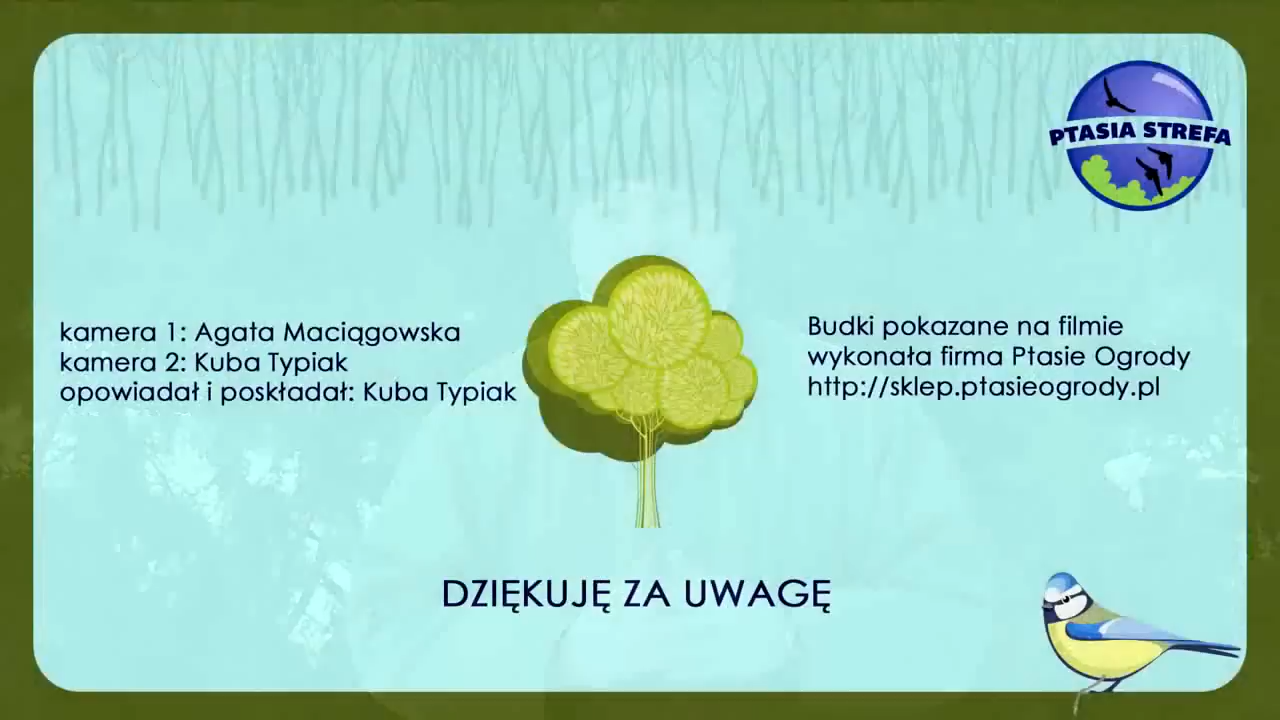 PTASIA STREFA
kamera 1: Agata Maciągowska
kamera 2: Kuba Typiak
opowiadał i poskładał: Kuba Typiak
Budki pokazane na filmie
wykonała firma Ptasie Ogrody
http://sklep.ptasieogrody.pl
DZIĘKUJĘ ZA UWAGĘ